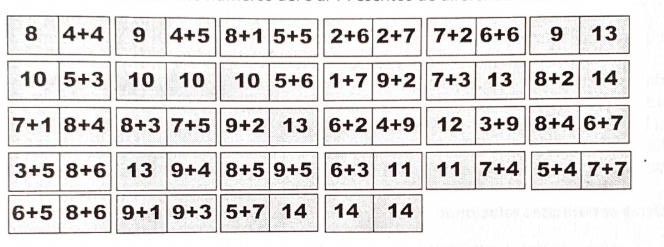 8 4+4 9 4+5 8+1 5+5 2+6 2+7 7+2 6+6 9 13
10 5+3 10 10 10 5+6 1+7 9+2 7+3 13 8+2 14
7+1 8+4 8+3 7+5 9+2 13 6+2 4+9 12 3+9 8+4 6+7
3+5 8+6 13 9+4 8+5 9+5 6+3 11 11 7+4 5+4 7+7
6+5 8+6 9+1 9+3 5+7 14 14 14